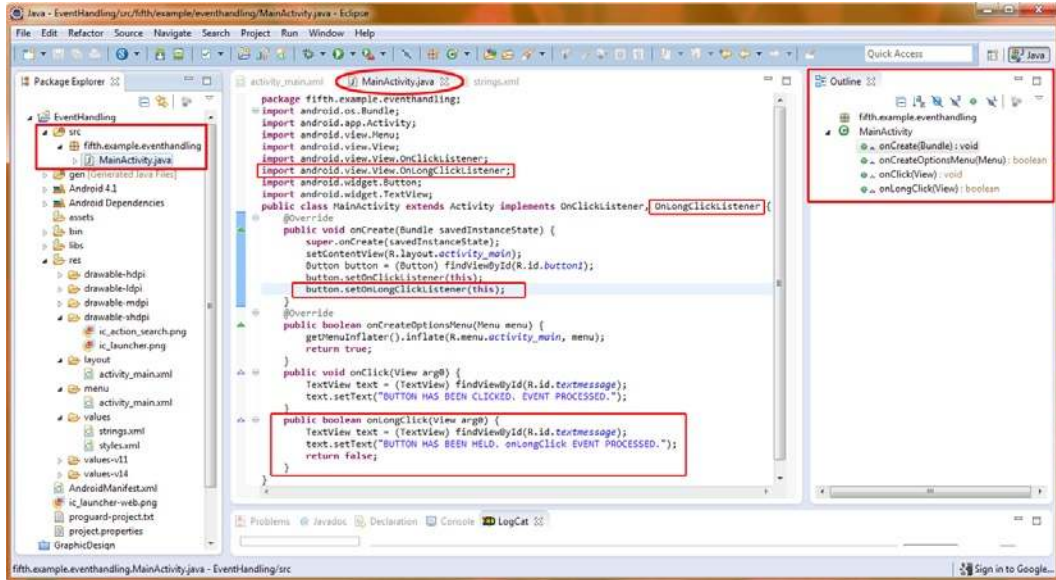 Java - EventHandling/src/fifth/example/eventhandling/MainActivity.java - Eclipse
File Edit Refactor Source Navigate Search Project Run Window Help
Quick Access
Java
Package Explorer
EventHandling
src
fifth.example.eventhandling
MainActivity.java
gen [Generated Java Files]
Android 4.1
Android Dependencies
assets
bin
libs
res
drawable-hdpi
drawable-ldpi
drawable-mdpi
drawable-xhdpi
ic_action_search.png
ic_launcher.png
layout
activity_main.xml
menu
activity_main.xml
values
strings.xml
styles.xml
values-v11
values-v14
AndroidManifest.xml
ic_launcher-web.png
proguard-project.txt
project.properties
GraphicDesign
activity_main.xml MainActivity.java strings.xml
package fifth.example.eventhandling;
import android.os.Bundle;
import android.app.Activity;
import android.view.Menu;
import android.view.View;
import android.view.View.OnClickListener;
import android.view.View.OnLongClickListener;
import android.widget.Button;
import android.widget.TextView;
public class MainActivity extends Activity implements OnClickListener, OnLongClickListener {
@Override
public void onCreate(Bundle savedInstanceState) {
super.onCreate(savedInstanceState);
setContentView(R.layout.activity_main);
Button button = (Button) findViewById(R.id.button1);
button.setOnClickListener(this);
button.setOnLongClickListener(this);
}
@Override
public boolean onCreateOptionsMenu(Menu menu) {
getMenuInflater().inflate(R.menu.activity_main, menu);
return true;
}
public void onClick(View arg0) {
TextView text = (TextView) findViewById(R.id.textmessage);
text.setText("BUTTON HAS BEEN CLICKED. EVENT PROCESSED.");
}
public boolean onLongClick(View arg0) {
TextView text = (TextView) findViewById(R.id.textmessage);
text.setText("BUTTON HAS BEEN HELD. onLongClick EVENT PROCESSED.");
return false;
}
}
Outline
fifth.example.eventhandling
MainActivity
onCreate(Bundle) : void
onCreateOptionsMenu(Menu) : boolean
onClick(View) : void
onLongClick(View) : boolean
Problems @ Javadoc Declaration Console LogCat
fifth.example.eventhandling.MainActivity.java - EventHandling/src
Sign in to Google...